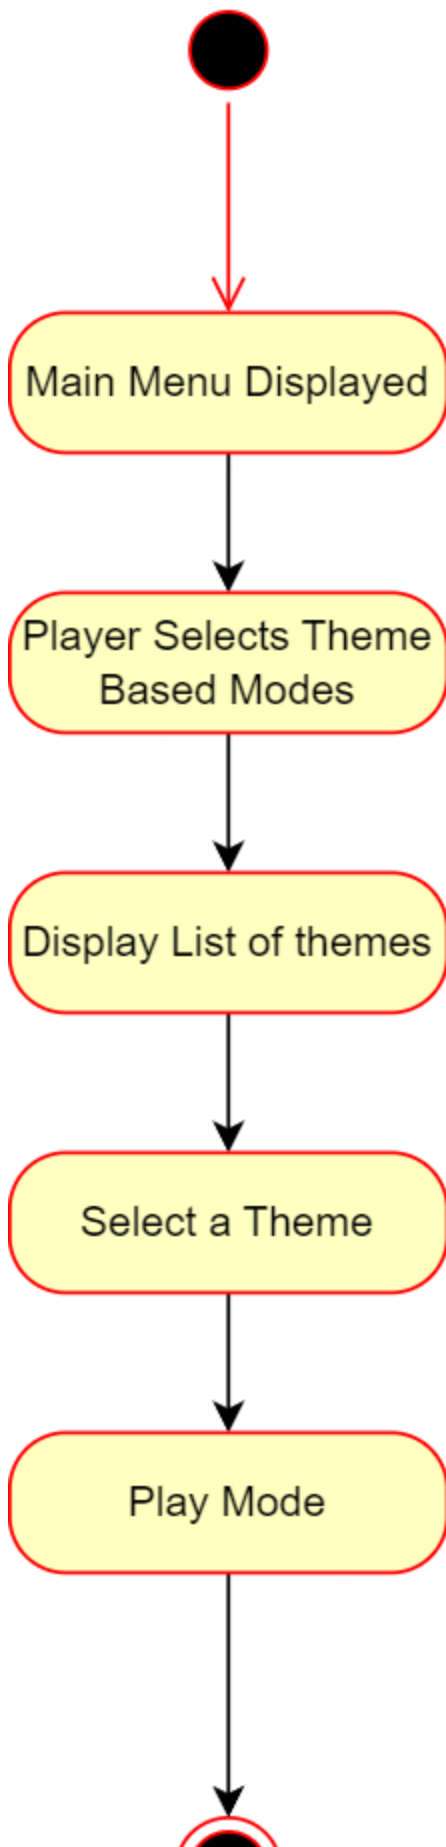 Main Menu Displayed
Player Selects Theme
Based Modes
Display List of themes
Select a Theme
Play Mode